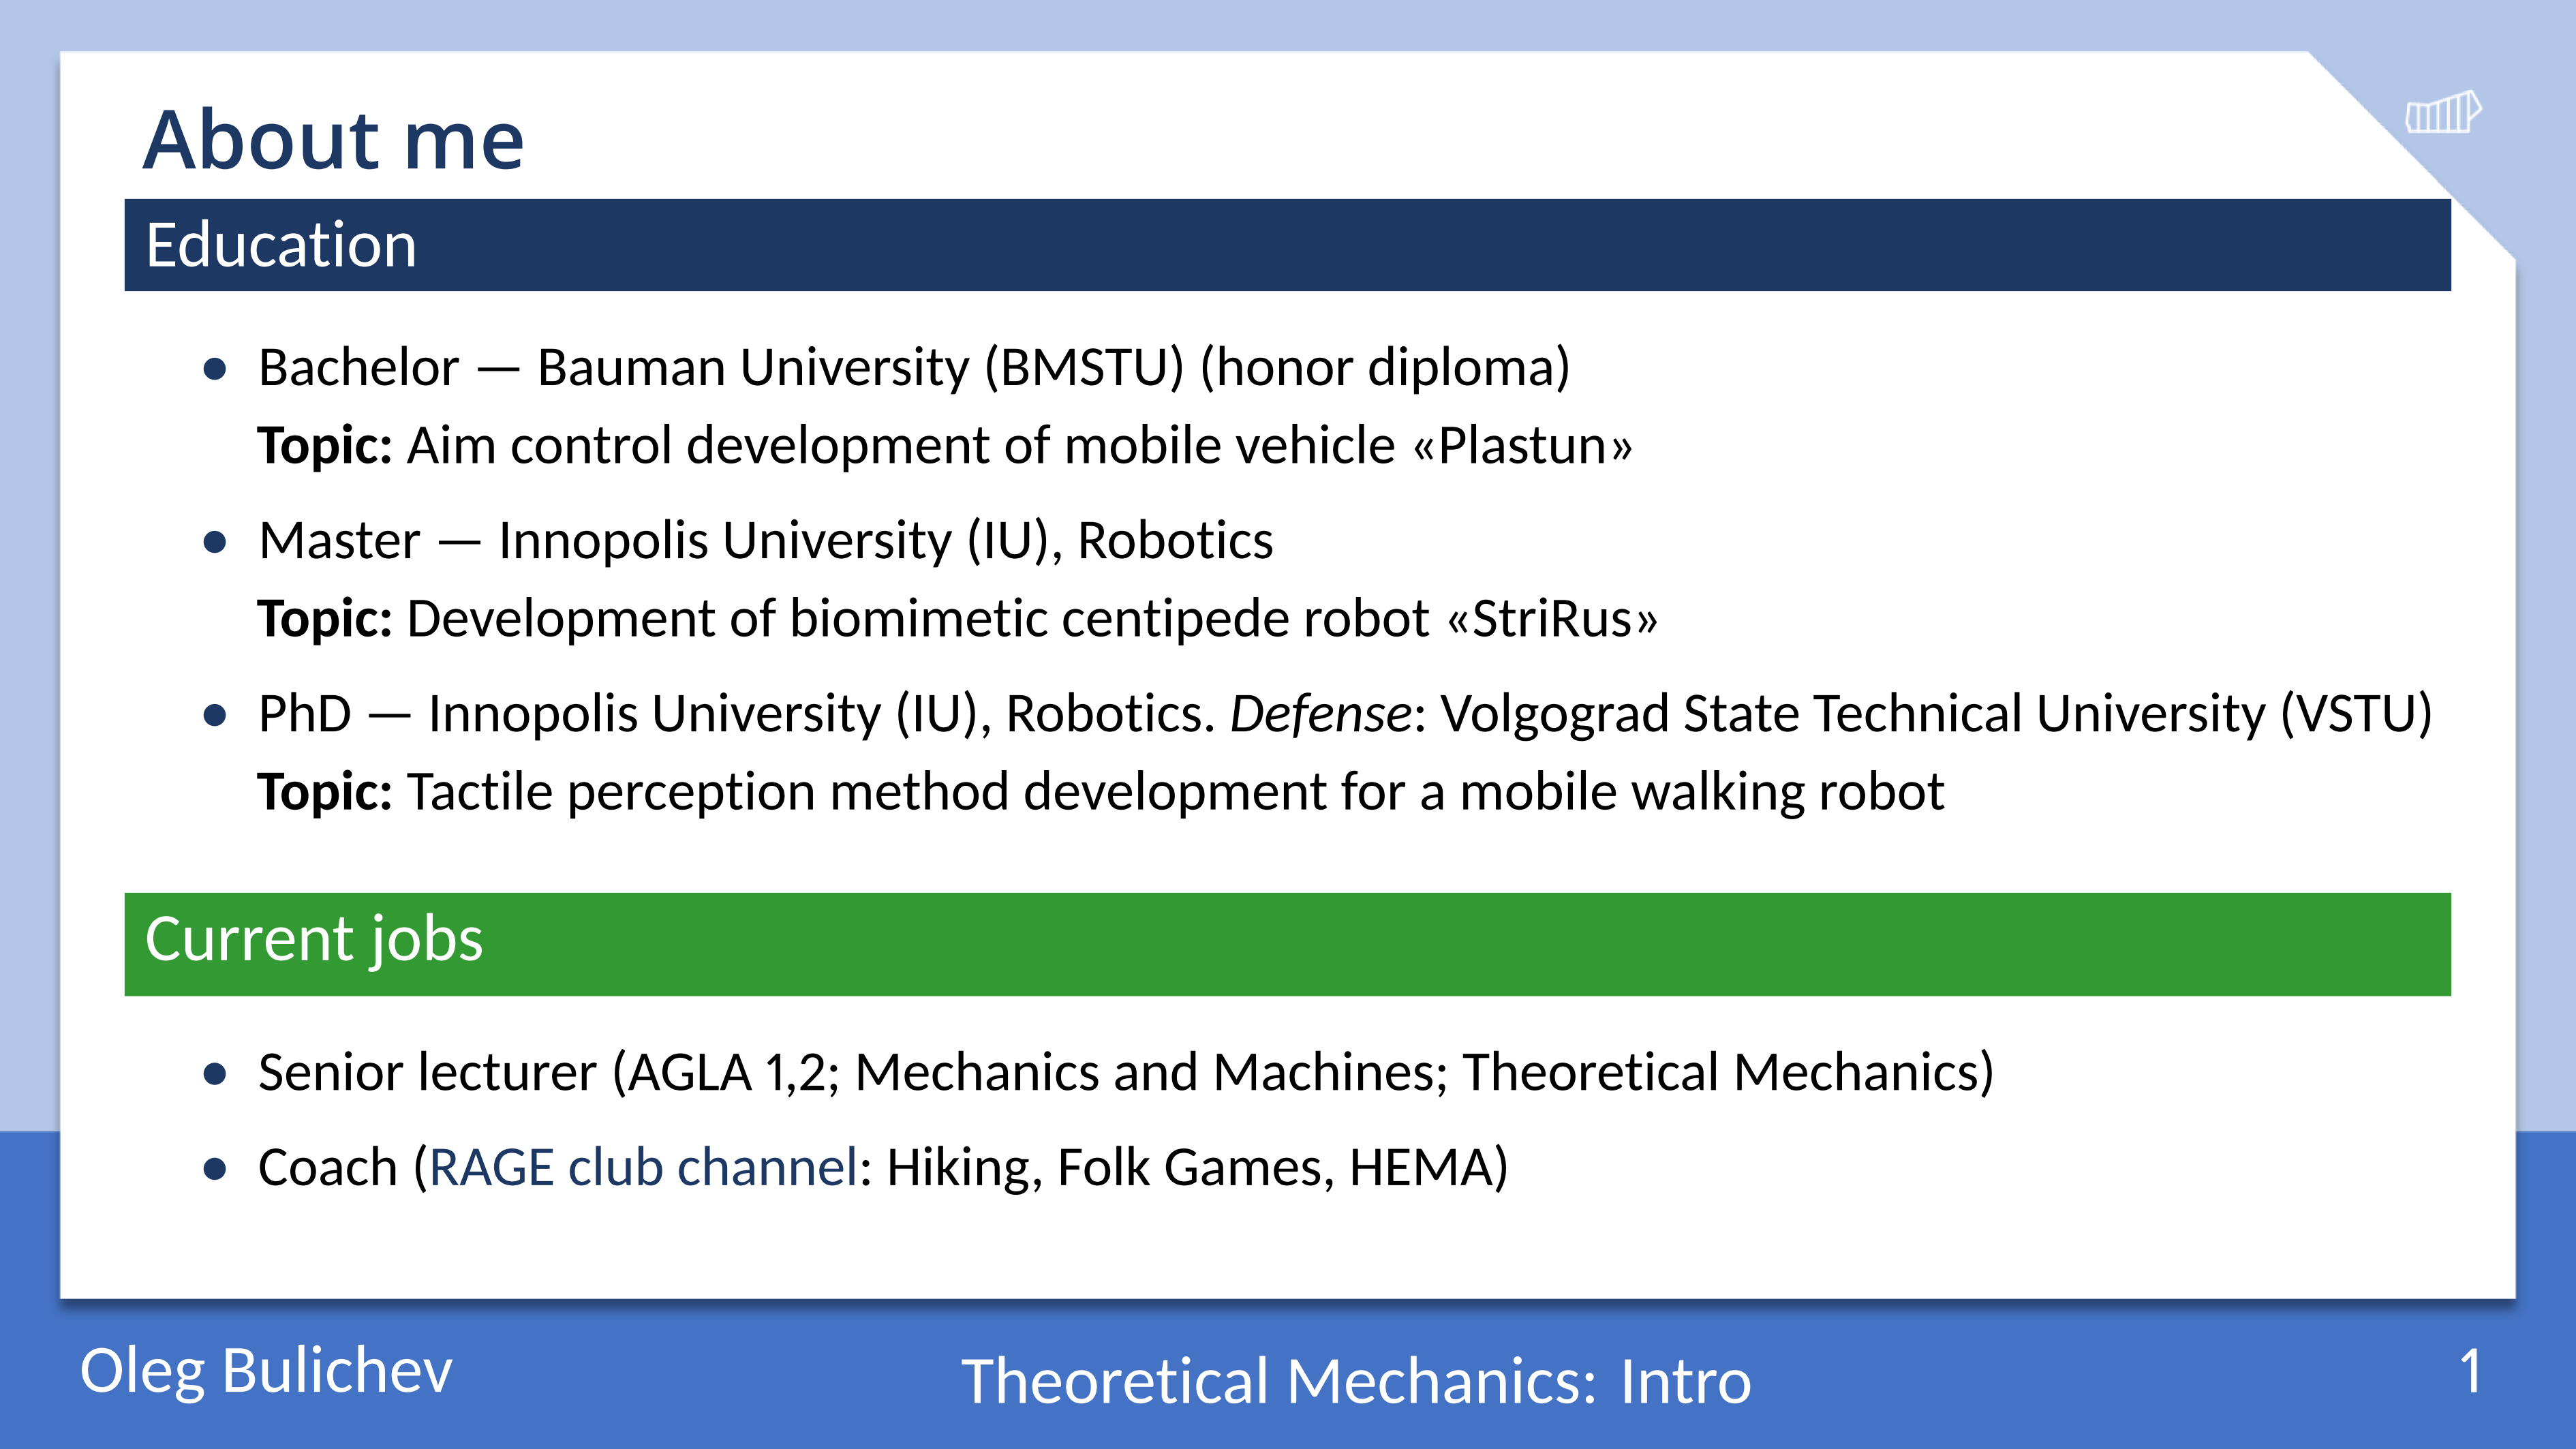 About me
Education
• Bachelor — Bauman University (BMSTU) (honor diploma)
Topic: Aim control development of mobile vehicle «Plastun»
• Master — Innopolis University (IU), Robotics
Topic: Development of biomimetic centipede robot «StriRus»
• PhD — Innopolis University (IU), Robotics. Defense: Volgograd State Technical University (VSTU)
Topic: Tactile perception method development for a mobile walking robot
Current jobs
• Senior lecturer (AGLA 1,2; Mechanics and Machines; Theoretical Mechanics)
• Coach (RAGE club channel: Hiking, Folk Games, HEMA)
Oleg Bulichev
Theoretical Mechanics: Intro
1